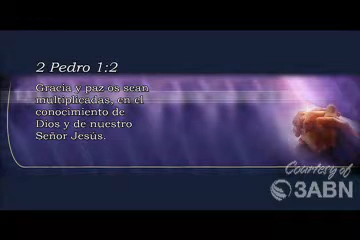 2 Pedro 1:2
Gracia y paz os sean
multiplicadas, en el
conocimiento de
Dios y de nuestro
Señor Jesús.
Courtesy of
3ABN